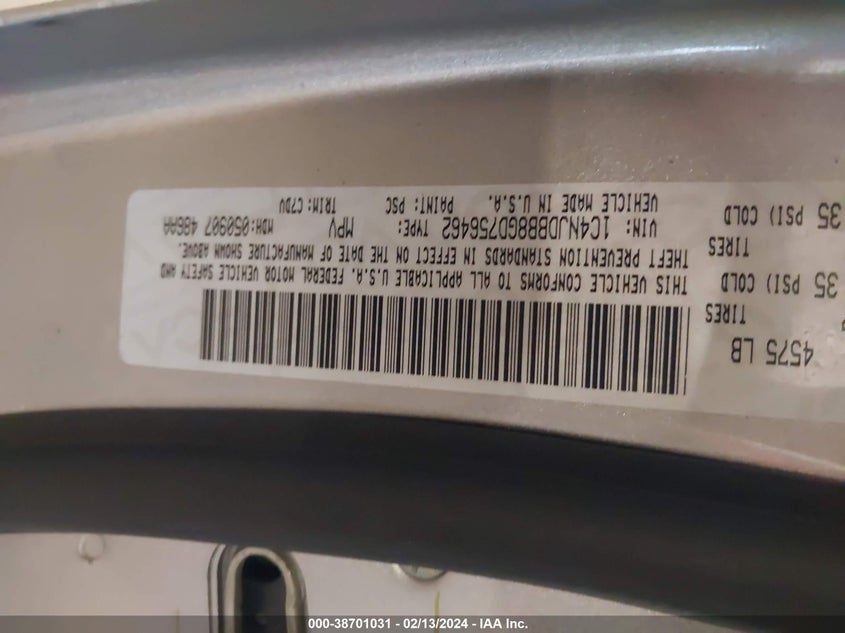 4575 LB
TIRES 35 PSI) COLD
TIRES 35 PSI) COLD
THIS VEHICLE CONFORMS TO ALL APPLICABLE U.S.A. FEDERAL MOTOR VEHICLE SAFETY AND
THEFT PREVENTION STANDARDS IN EFFECT ON THE DATE OF MANUFACTURE SHOWN ABOVE.
VIN: 1C4NJDBB8GD756462 TYPE: MPV MDH:050907 486AA
VEHICLE MADE IN U.S.A. PAINT: PSC TRIM: C7DV
000-38701031 - 02/13/2024 - IAA Inc.